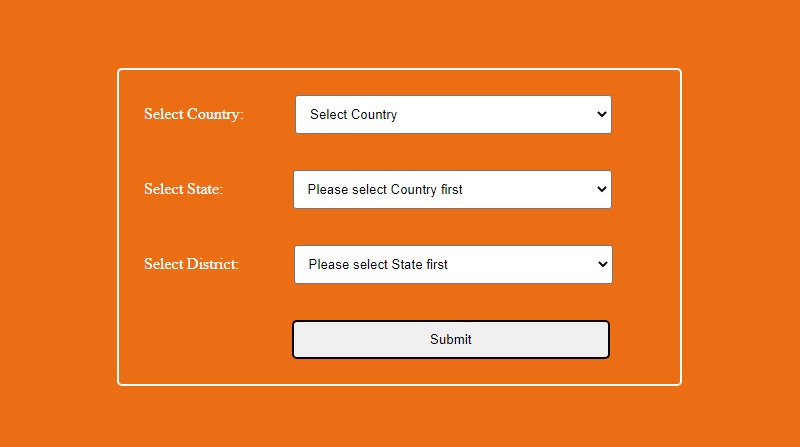 Select Country: Select Country
Select State: Please select Country first
Select District: Please select State first
Submit